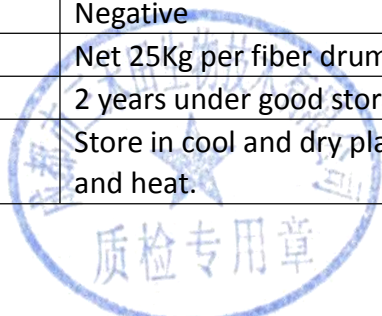 Negative
Net 25Kg per fiber drum
2 years under good stor
Store in cool and dry pla
and heat.
质检专用章